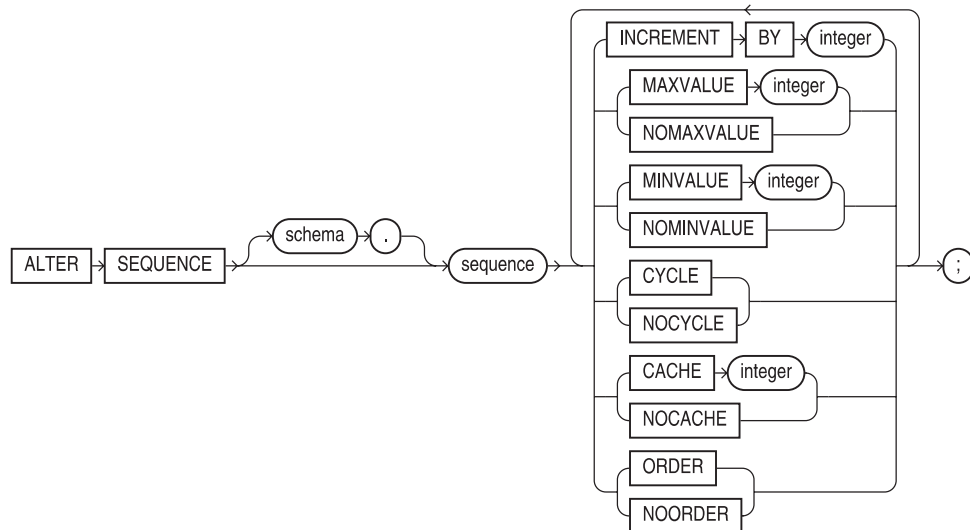 INCREMENT BY integer
MAXVALUE integer
NOMAXVALUE
MINVALUE integer
NOMINVALUE
schema .
ALTER SEQUENCE sequence ;
CYCLE
NOCYCLE
CACHE integer
NOCACHE
ORDER
NOORDER